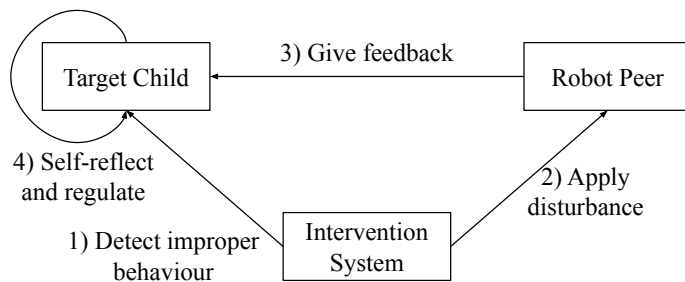 3) Give feedback
Target Child
Robot Peer
4) Self-reflect
and regulate
2) Apply
disturbance
1) Detect improper
behaviour
Intervention
System